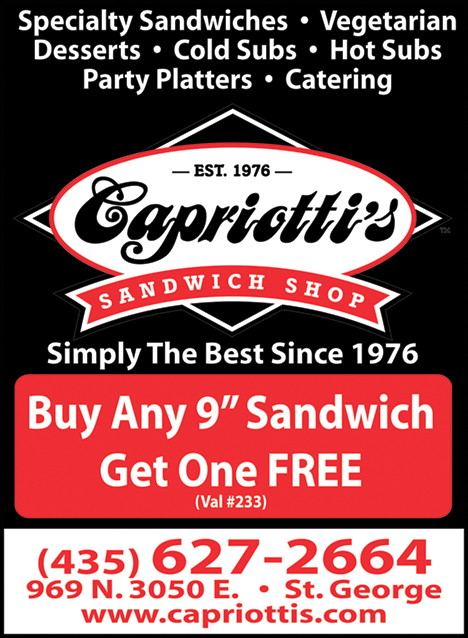 Specialty Sandwiches • Vegetarian
Desserts • Cold Subs • Hot Subs
Party Platters • Catering
— EST. 1976 —
Capriotti's
TM
SANDWICH SHOP
Simply The Best Since 1976
Buy Any 9” Sandwich
Get One FREE
(Val #233)
(435) 627-2664
969 N. 3050 E. • St. George
www.capriottis.com